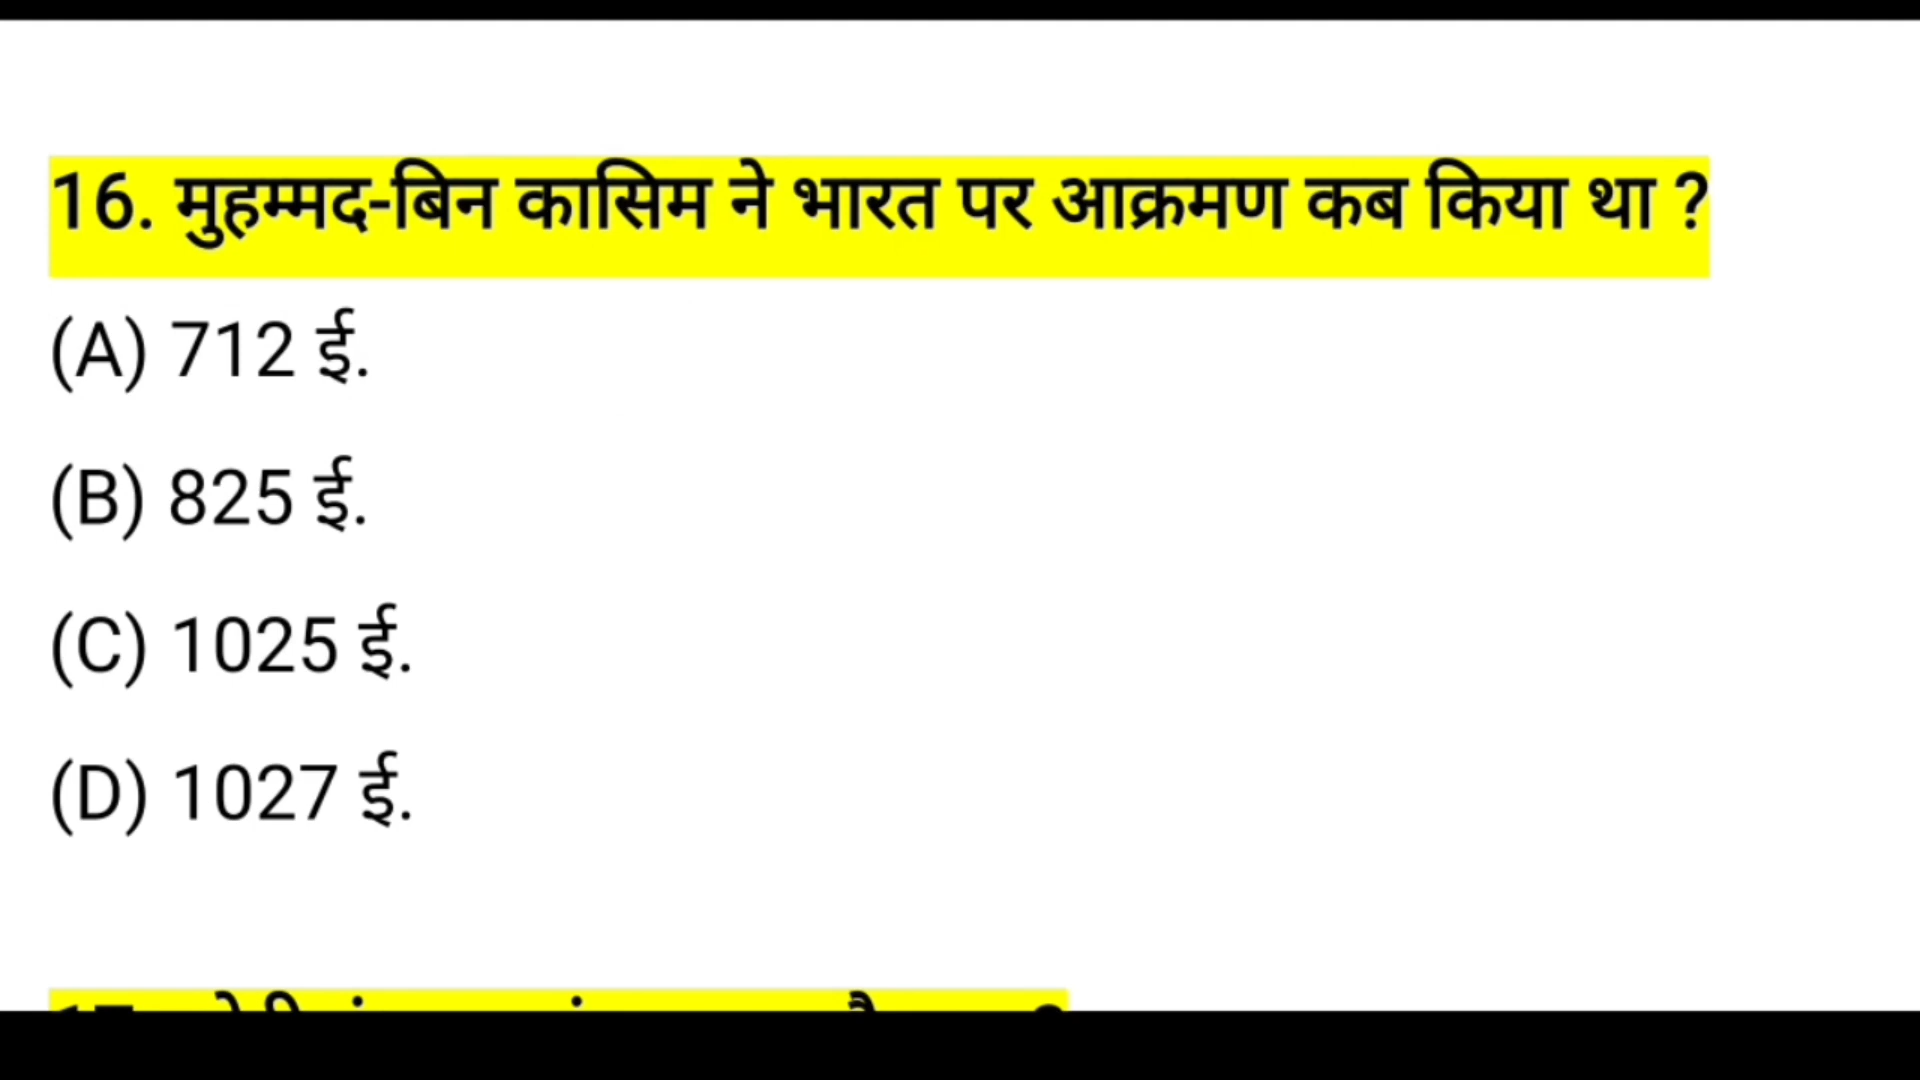 16. मुहम्मद-बिन कासिम ने भारत पर आक्रमण कब किया था ?
(A) 712 ई.
(B) 825 ई.
(C) 1025 ई.
(D) 1027 ई.